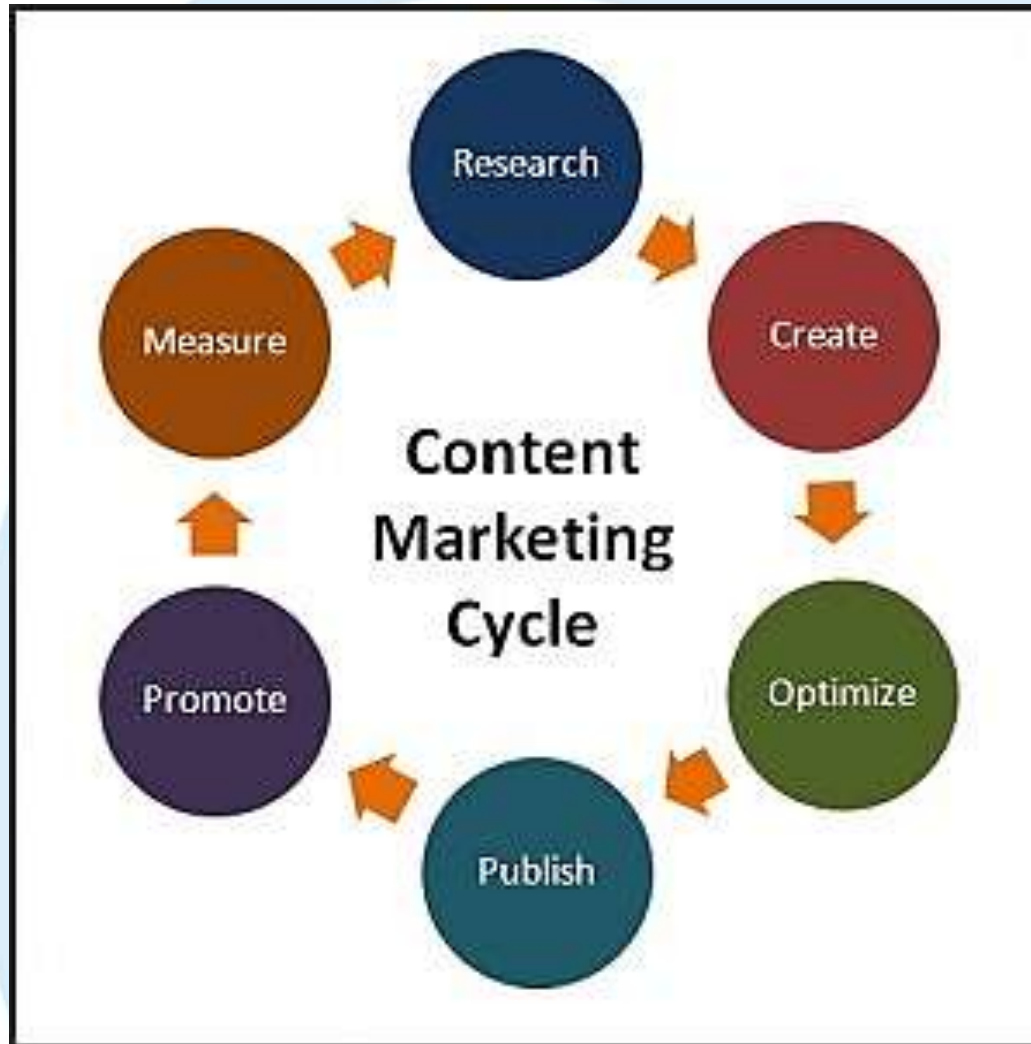 Research
Create
Optimize
Publish
Promote
Measure
Content
Marketing
Cycle